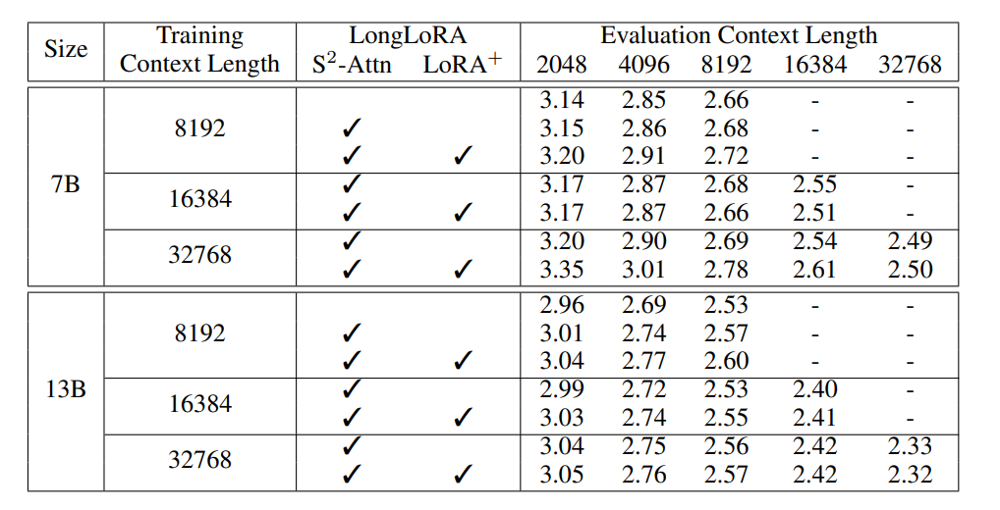 Size Training Context Length LongLoRA Evaluation Context Length
S²-Attn LoRA⁺ 2048 4096 8192 16384 32768
7B
8192
3.14 2.85 2.66 - -
✓ 3.15 2.86 2.68 - -
✓ ✓ 3.20 2.91 2.72 - -
16384
✓ 3.17 2.87 2.68 2.55 -
✓ ✓ 3.17 2.87 2.66 2.51 -
32768
✓ 3.20 2.90 2.69 2.54 2.49
✓ ✓ 3.35 3.01 2.78 2.61 2.50
13B
8192
2.96 2.69 2.53 - -
✓ 3.01 2.74 2.57 - -
✓ ✓ 3.04 2.77 2.60 - -
16384
✓ 2.99 2.72 2.53 2.40 -
✓ ✓ 3.03 2.74 2.55 2.41 -
32768
✓ 3.04 2.75 2.56 2.42 2.33
✓ ✓ 3.05 2.76 2.57 2.42 2.32